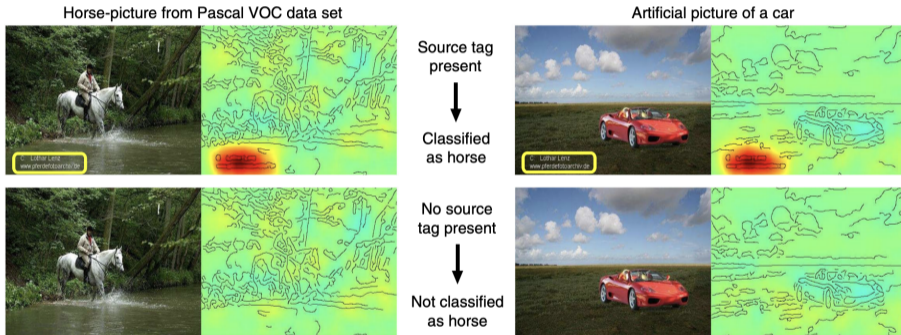 Horse-picture from Pascal VOC data set
Artificial picture of a car
Source tag
present
Classified
as horse
C Lothar Lenz
www.pferdefotoarchiv.de
C Lothar Lenz
www.pferdefotoarchiv.de
No source
tag present
Not classified
as horse